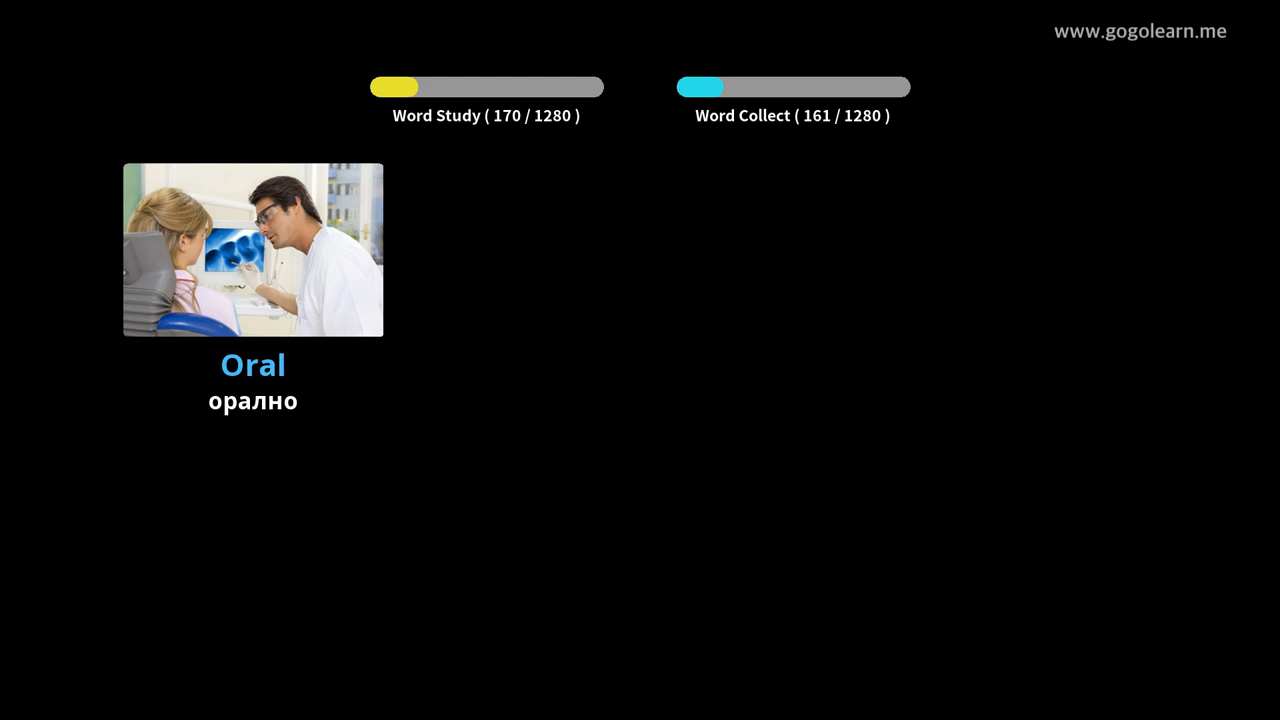 www.gogolearn.me
Word Study ( 170 / 1280 )
Word Collect ( 161 / 1280 )
Oral
орално